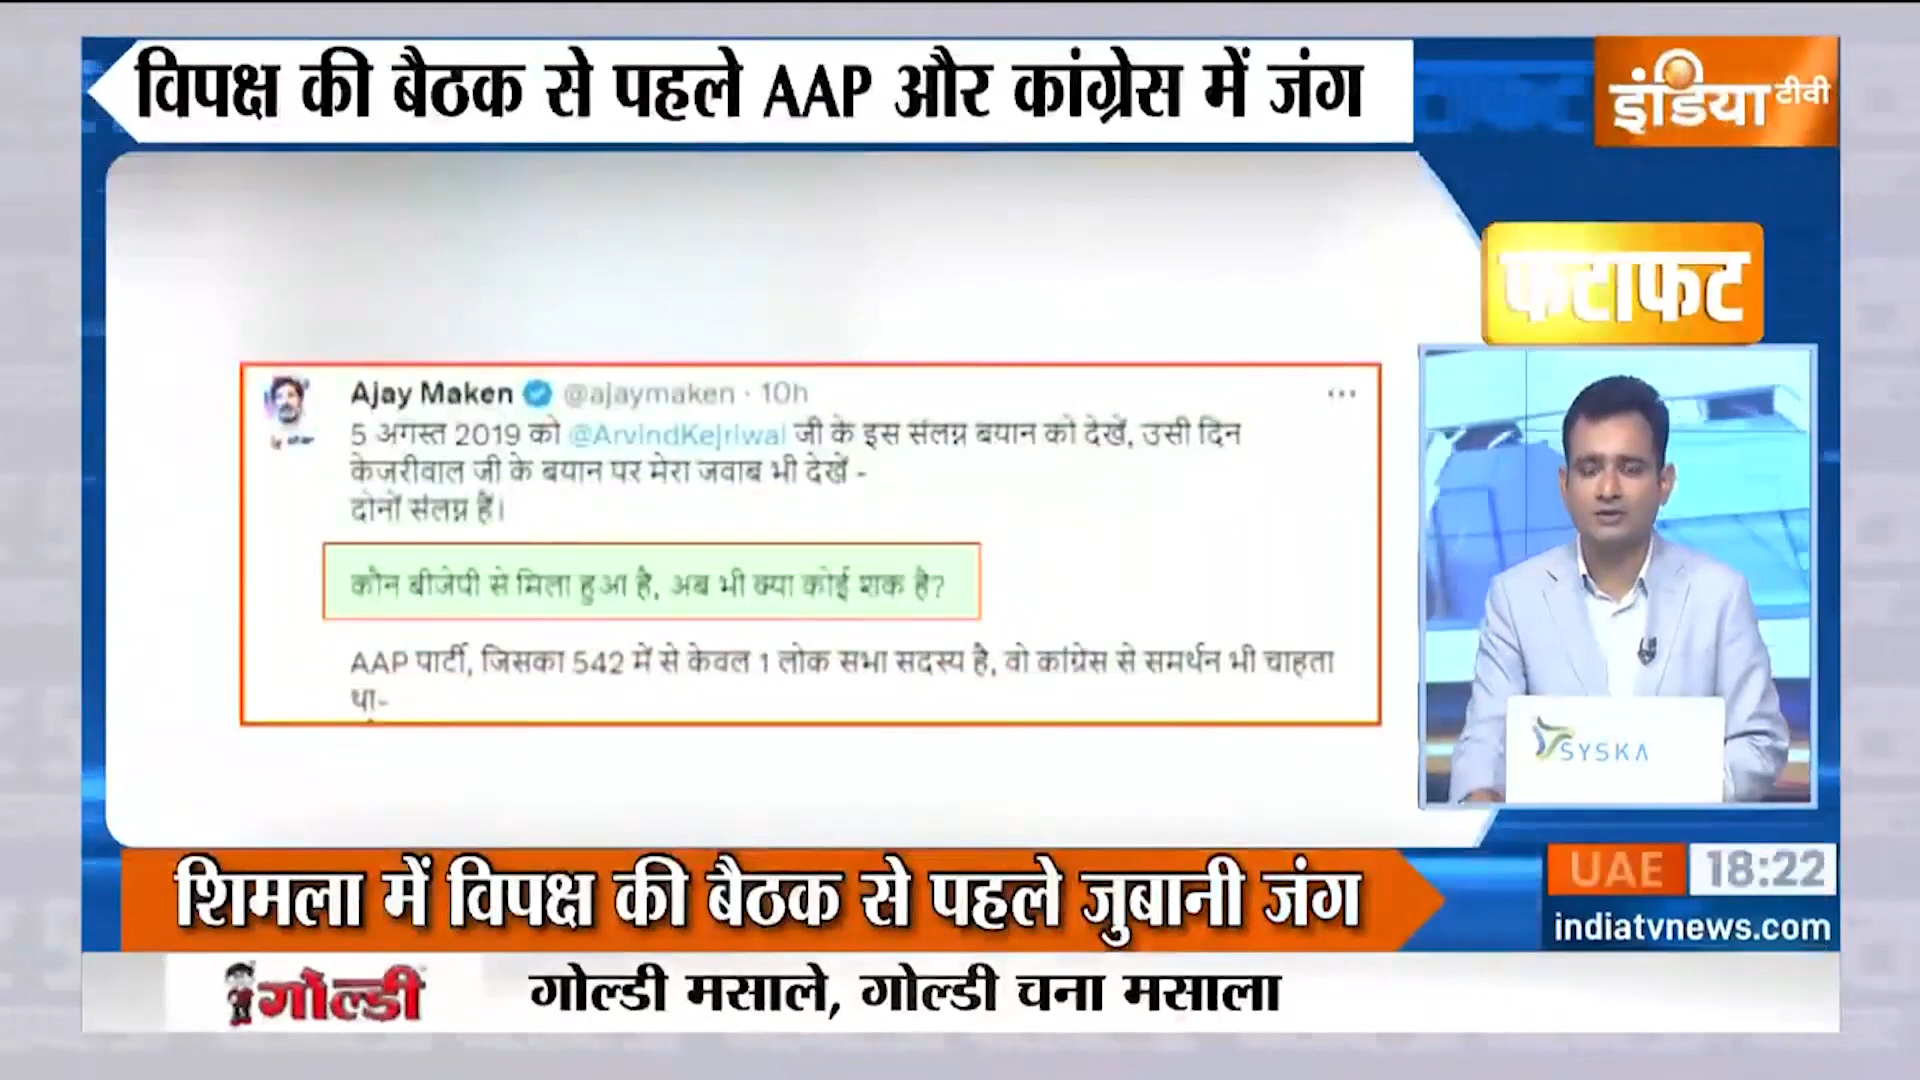 विपक्ष की बैठक से पहले AAP और कांग्रेस में जंग
इंडिया टीवी
फटाफट
Ajay Maken @ajaymaken · 10h
5 अगस्त 2019 को @ArvindKejriwal जी के इस संलग्न बयान को देखें, उसी दिन
केजरीवाल जी के बयान पर मेरा जवाब भी देखें -
दोनों संलग्न हैं।
कौन बीजेपी से मिला हुआ है, अब भी क्या कोई शक है?
AAP पार्टी, जिसका 542 में से केवल 1 लोक सभा सदस्य है, वो कांग्रेस से समर्थन भी चाहता
था-
SYSKA
शिमला में विपक्ष की बैठक से पहले जुबानी जंग
UAE 18:22
indiatvnews.com
गोल्डी गोल्डी मसाले, गोल्डी चना मसाला